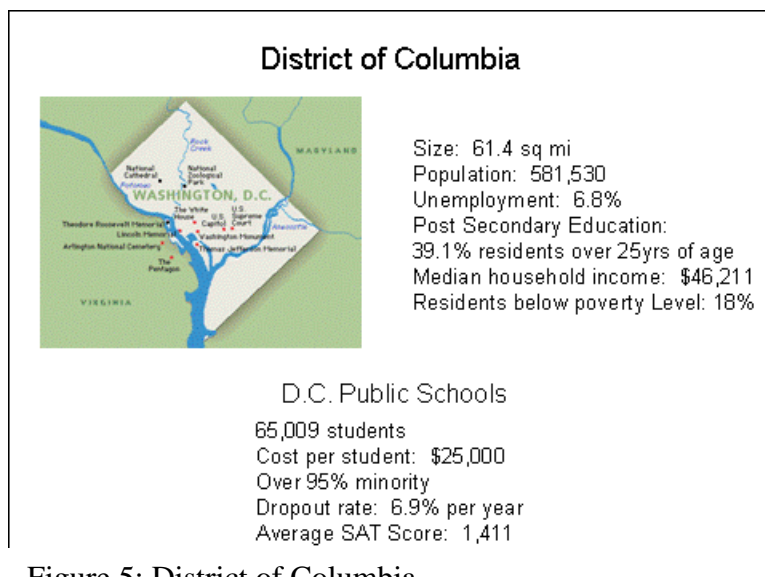 District of Columbia
Rock
Creek
MARYLAND
National
Cathedral
National
Zoological
Park
Potomac
WASHINGTON, D.C.
The White
House
U.S.
Capitol
U.S.
Supreme
Court
Anacostia
Theodore Roosevelt Memorial
Lincoln Memorial
Washington Monument
Arlington National Cemetery
Thomas Jefferson Memorial
The
Pentagon
VIRGINIA
Size: 61.4 sq mi
Population: 581,530
Unemployment: 6.8%
Post Secondary Education:
39.1% residents over 25yrs of age
Median household income: $46,211
Residents below poverty Level: 18%
D.C. Public Schools
65,009 students
Cost per student: $25,000
Over 95% minority
Dropout rate: 6.9% per year
Average SAT Score: 1,411
Figure 5: District of Columbia